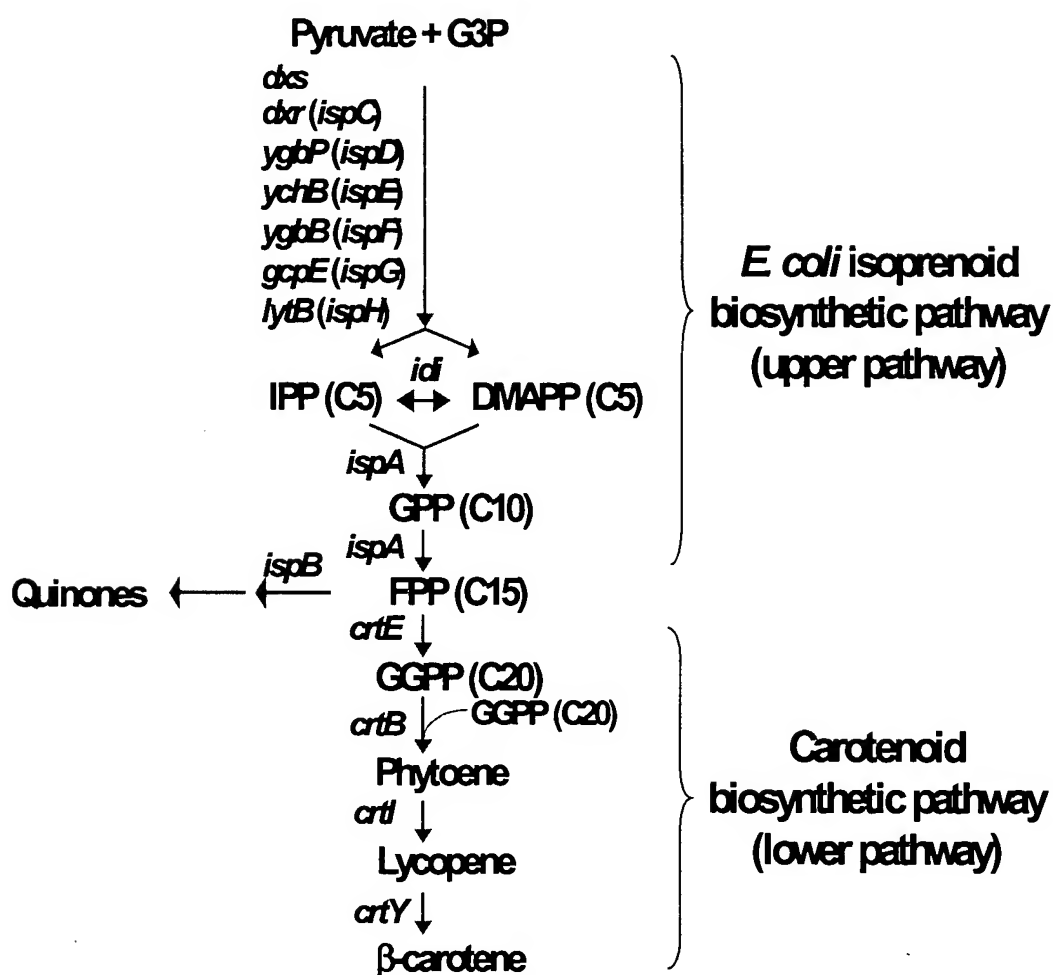 Pyruvate + G3P
dxs
dxr (ispC)
ygbP (ispD)
ychB (ispE)
ygbB (ispF)
gcpE (ispG)
lytB (ispH)
idi
IPP (C5)
DMAPP (C5)
ispA
GPP (C10)
ispA
ispB
Quinones
FPP (C15)
crtE
GGPP (C20)
crtB
GGPP (C20)
Phytoene
crtI
Lycopene
crtY
β-carotene
E. coli isoprenoid
biosynthetic pathway
(upper pathway)
Carotenoid
biosynthetic pathway
(lower pathway)